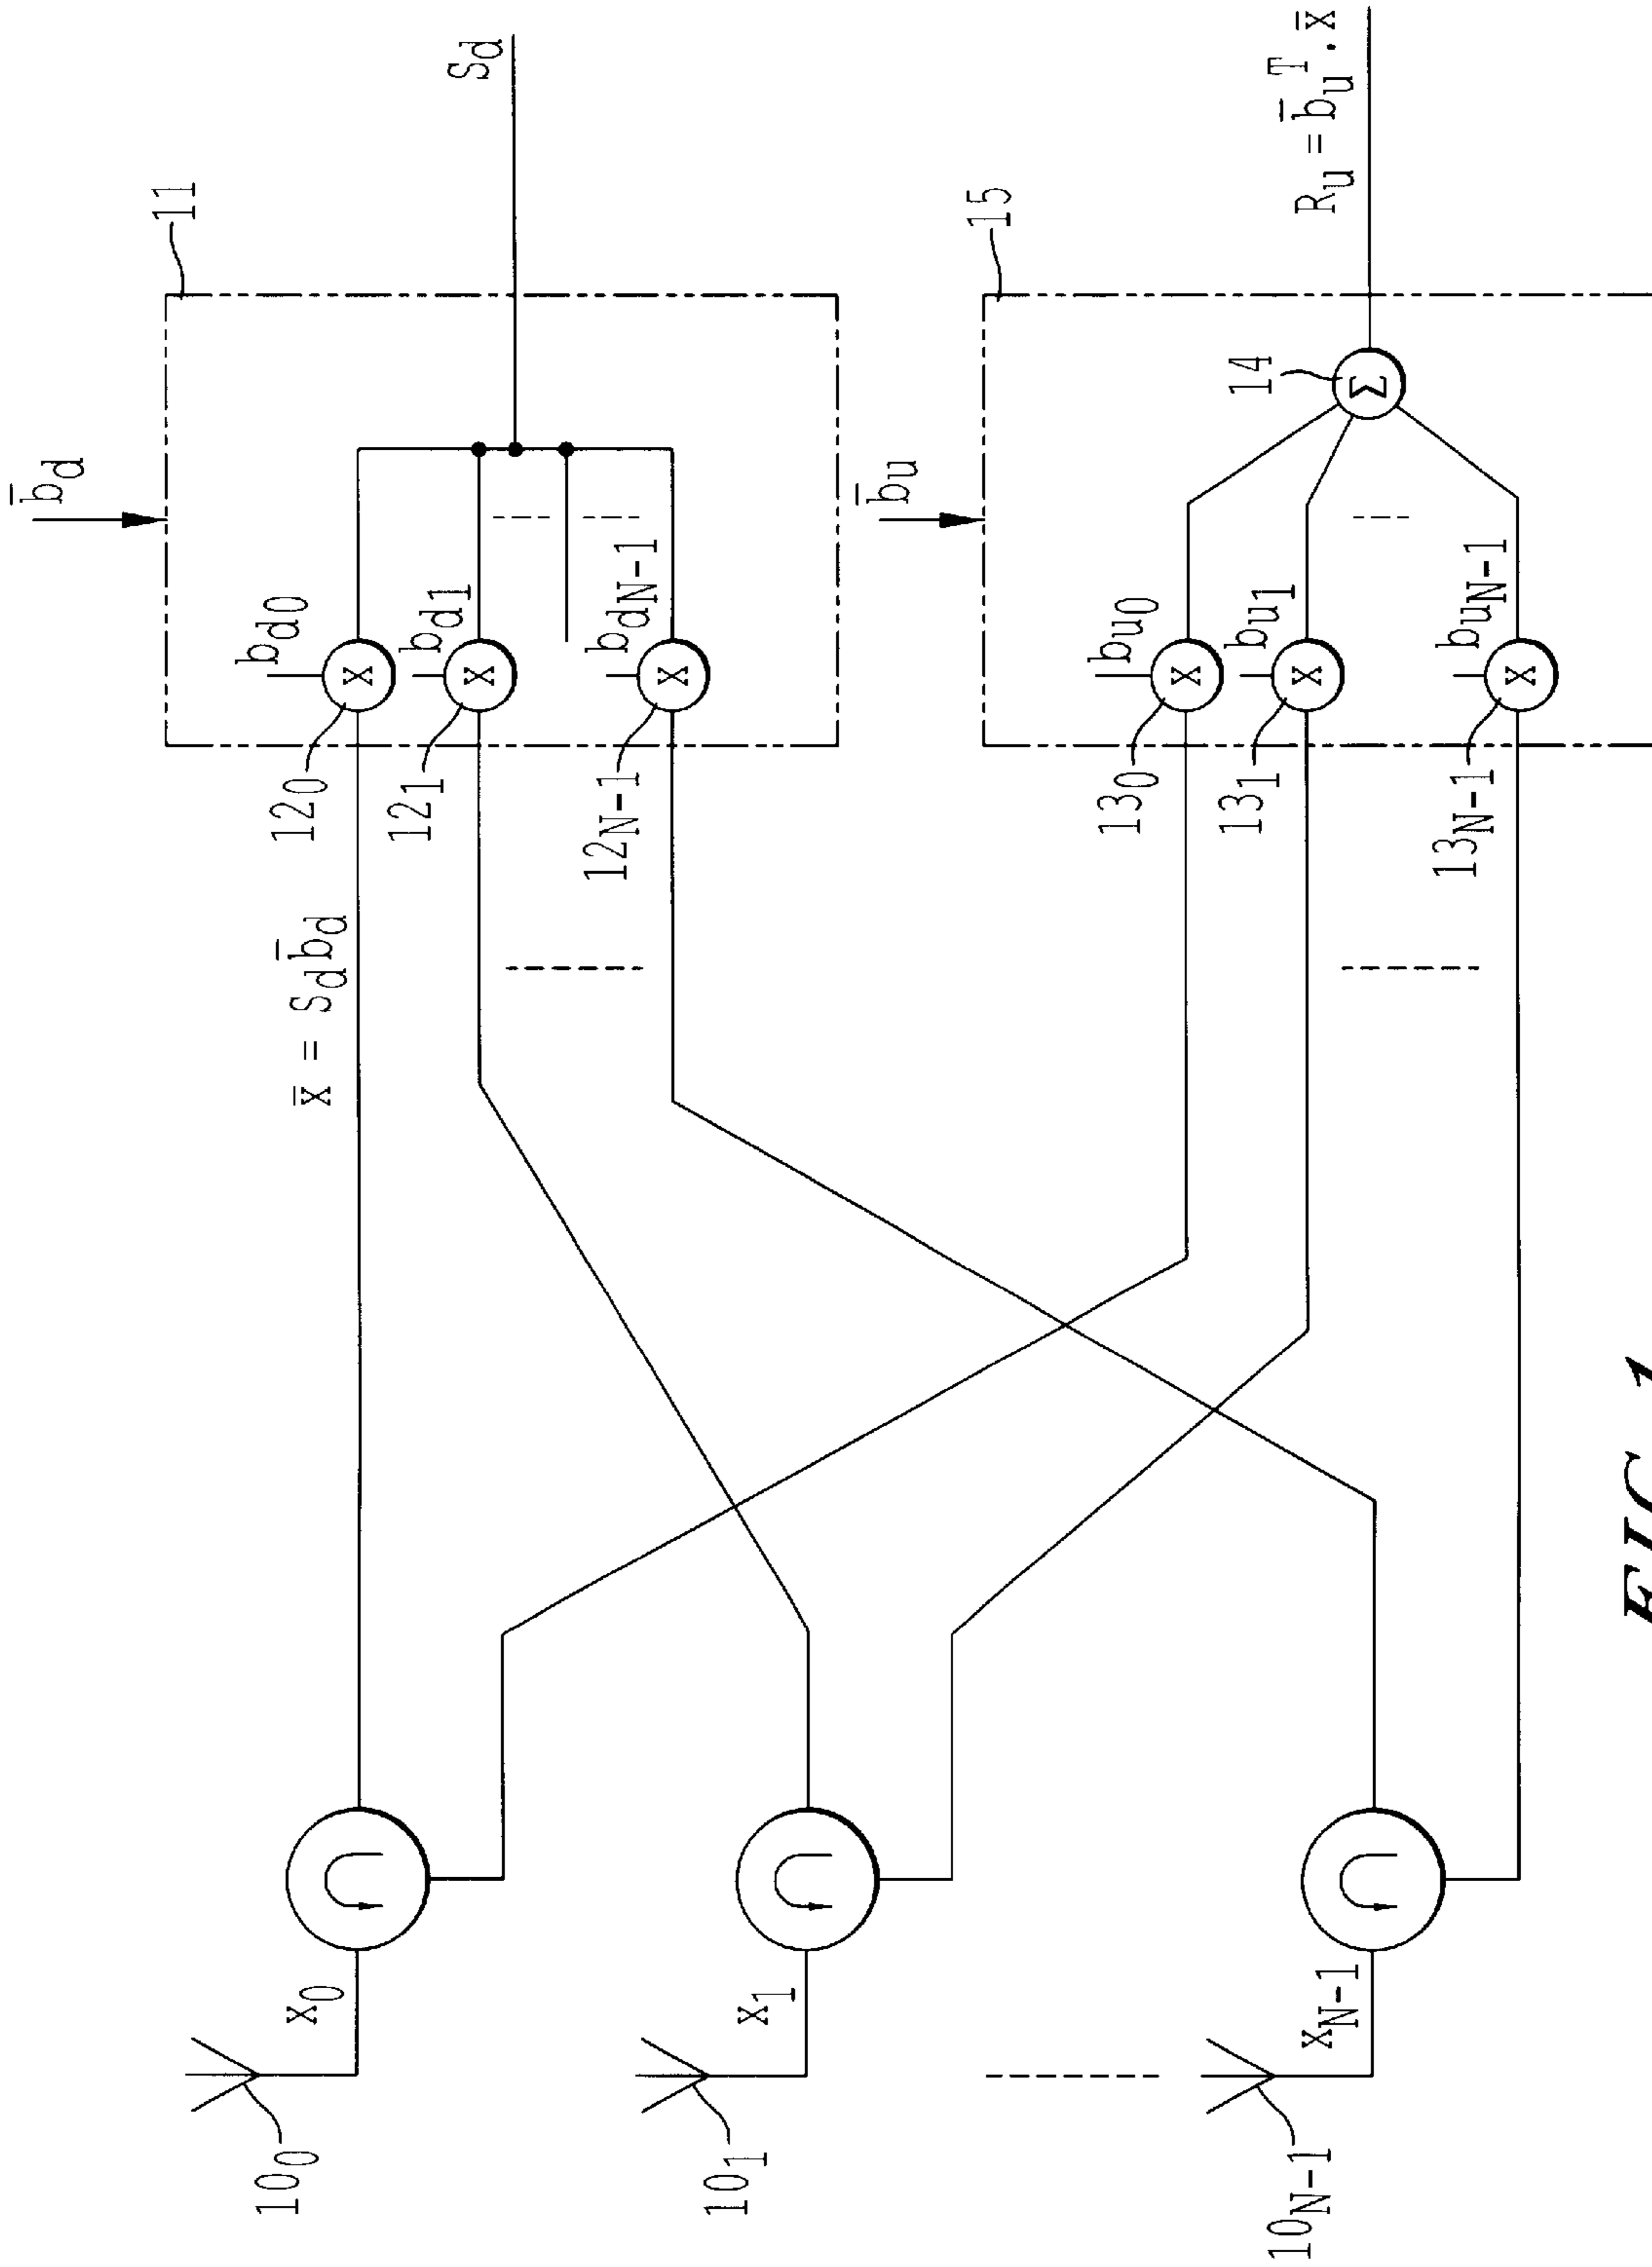 b̄d
11
Sd
bd0
120
bd1
121
bdN-1
12N-1
x̄ = Sd b̄d
b̄u
15
14
Σ
Ru = b̄uT . x̄
bu0
130
bu1
131
buN-1
13N-1
X
X
X
X
X
X
x0
100
x1
101
xN-1
10N-1
FIG. 1